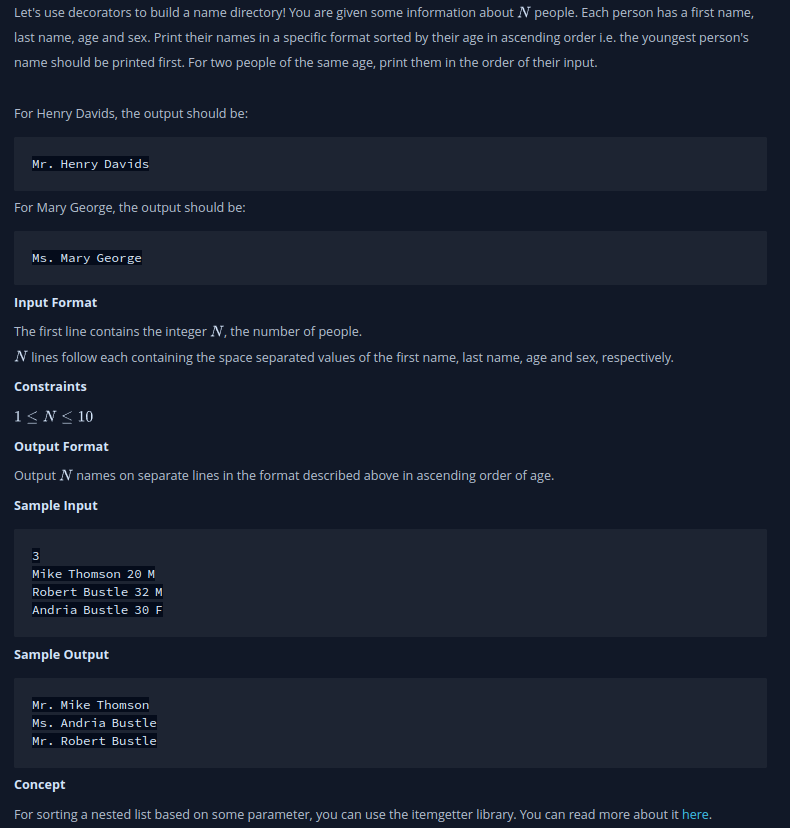 Let's use decorators to build a name directory! You are given some information about N people. Each person has a first name,
last name, age and sex. Print their names in a specific format sorted by their age in ascending order i.e. the youngest person's
name should be printed first. For two people of the same age, print them in the order of their input.
For Henry Davids, the output should be:
Mr. Henry Davids
For Mary George, the output should be:
Ms. Mary George
Input Format
The first line contains the integer N, the number of people.
N lines follow each containing the space separated values of the first name, last name, age and sex, respectively.
Constraints
1 ≤ N ≤ 10
Output Format
Output N names on separate lines in the format described above in ascending order of age.
Sample Input
3
Mike Thomson 20 M
Robert Bustle 32 M
Andria Bustle 30 F
Sample Output
Mr. Mike Thomson
Ms. Andria Bustle
Mr. Robert Bustle
Concept
For sorting a nested list based on some parameter, you can use the itemgetter library. You can read more about it here.